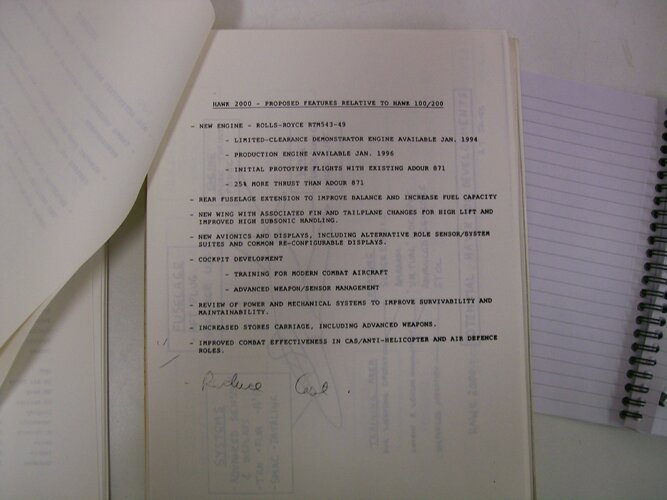 HAWK 2000 - PROPOSED FEATURES RELATIVE TO HAWK 100/200
- NEW ENGINE - ROLLS-ROYCE RTM543-49
- LIMITED-CLEARANCE DEMONSTRATOR ENGINE AVAILABLE JAN. 1994
- PRODUCTION ENGINE AVAILABLE JAN. 1996
- INITIAL PROTOTYPE FLIGHTS WITH EXISTING ADOUR 871
- 25% MORE THRUST THAN ADOUR 871
- REAR FUSELAGE EXTENSION TO IMPROVE BALANCE AND INCREASE FUEL CAPACITY
- NEW WING WITH ASSOCIATED FIN AND TAILPLANE CHANGES FOR HIGH LIFT AND
IMPROVED HIGH SUBSONIC HANDLING.
- NEW AVIONICS AND DISPLAYS, INCLUDING ALTERNATIVE ROLE SENSOR/SYSTEM
SUITES AND COMMON RE-CONFIGURABLE DISPLAYS.
- COCKPIT DEVELOPMENT
- TRAINING FOR MODERN COMBAT AIRCRAFT
- ADVANCED WEAPON/SENSOR MANAGEMENT
- REVIEW OF POWER AND MECHANICAL SYSTEMS TO IMPROVE SURVIVABILITY AND
MAINTAINABILITY.
- INCREASED STORES CARRIAGE, INCLUDING ADVANCED WEAPONS.
- IMPROVED COMBAT EFFECTIVENESS IN CAS/ANTI-HELICOPTER AND AIR DEFENCE
ROLES.
- Reduce Cost.